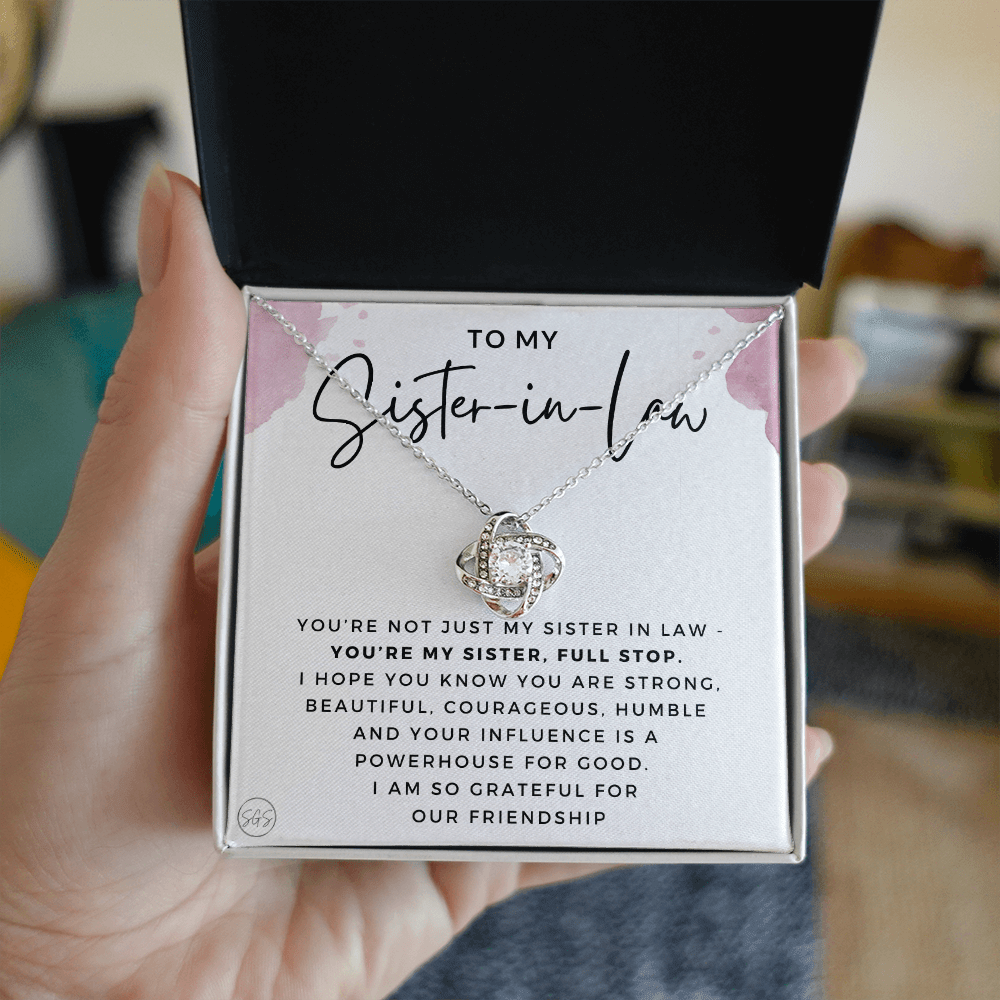 TO MY
Sister-in-Law
YOU'RE NOT JUST MY SISTER IN LAW -
YOU'RE MY SISTER, FULL STOP.
I HOPE YOU KNOW YOU ARE STRONG,
BEAUTIFUL, COURAGEOUS, HUMBLE
AND YOUR INFLUENCE IS A
POWERHOUSE FOR GOOD.
I AM SO GRATEFUL FOR
OUR FRIENDSHIP
SGS